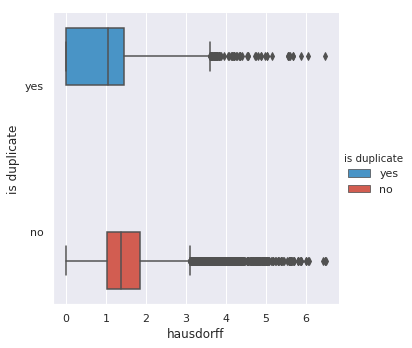 yes
no
is duplicate
0 1 2 3 4 5 6
hausdorff
is duplicate
yes
no